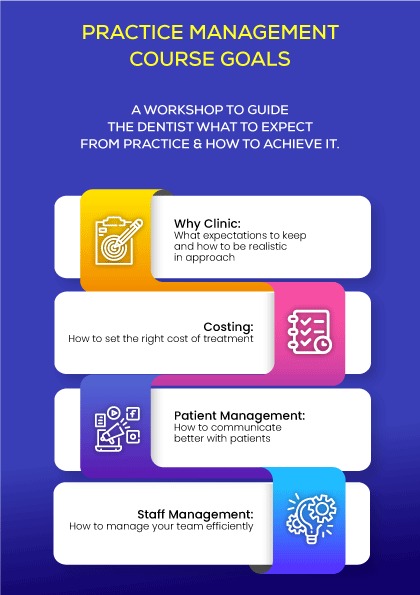 PRACTICE MANAGEMENT
COURSE GOALS
A WORKSHOP TO GUIDE
THE DENTIST WHAT TO EXPECT
FROM PRACTICE & HOW TO ACHIEVE IT.
Why Clinic:
What expectations to keep
and how to be realistic
in approach
Costing:
How to set the right cost of treatment
Patient Management:
How to communicate
better with patients
Staff Management:
How to manage your team efficiently